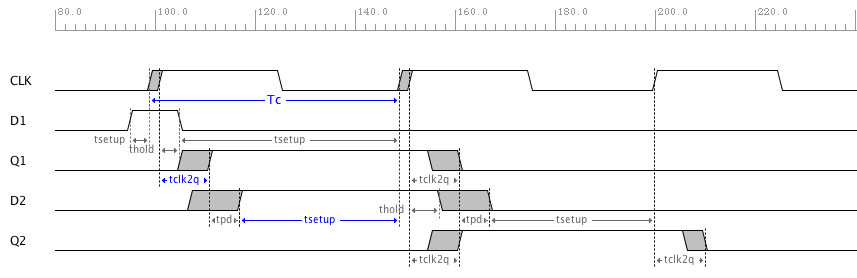 80.0 100.0 120.0 140.0 160.0 180.0 200.0 220.0
CLK
Tc
D1
tsetup tsetup
thold
Q1
tclk2q tclk2q
D2
thold
tpd tsetup tpd tsetup
Q2
tclk2q tclk2q